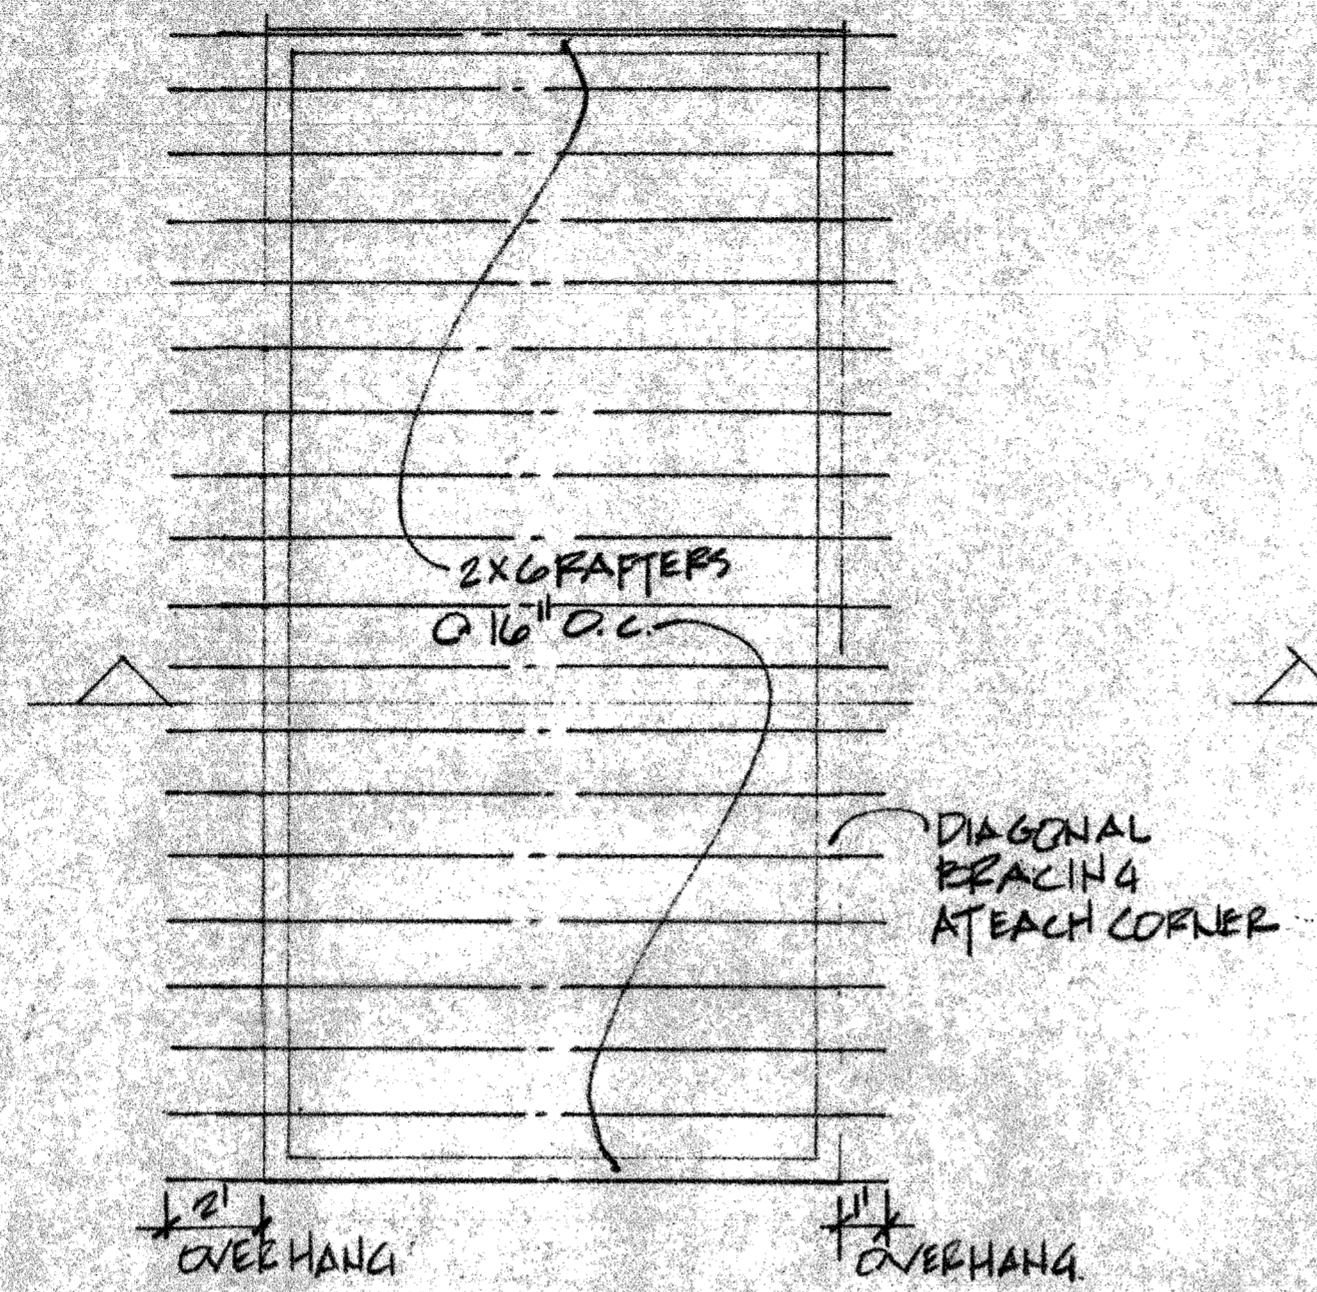 2X6 RAFTERS
@ 16" O.C.
DIAGONAL
BRACING
AT EACH CORNER
2'
OVERHANG
1'
OVERHANG